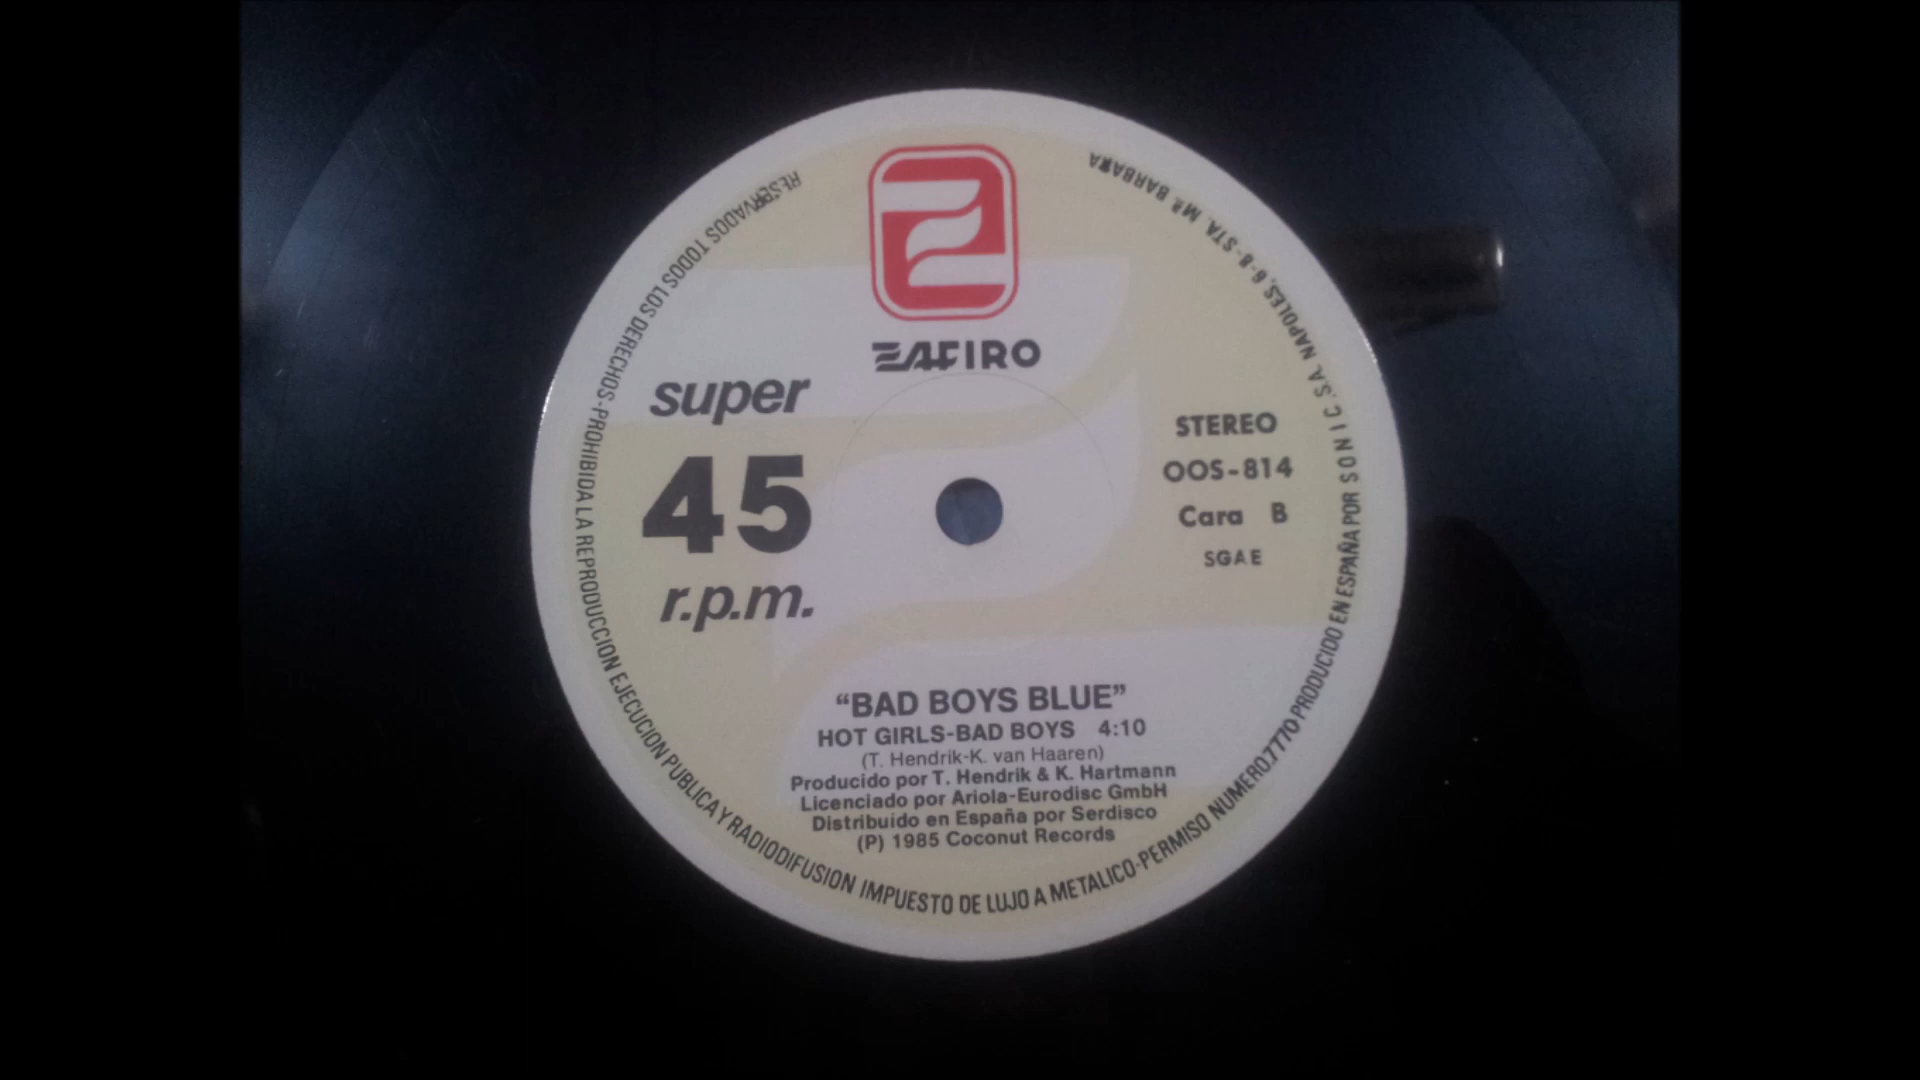 ZAFIRO
super
45
r.p.m.
STEREO
OOS-814
Cara B
SGAE
“BAD BOYS BLUE”
HOT GIRLS-BAD BOYS 4:10
(T. Hendrik-K. van Haaren)
Producido por T. Hendrik & K. Hartmann
Licenciado por Ariola-Eurodisc GmbH
Distribuido en España por Serdisco
(P) 1985 Coconut Records
RESERVADOS TODOS LOS DERECHOS-PROHIBIDA LA REPRODUCCION EJECUCION PUBLICA Y RADIODIFUSION IMPUESTO DE LUJO A METALICO-PERMISO NUMERO.7770 PRODUCIDO EN ESPAÑA POR SONIC.S.A. NAPOLES, 6-8-STA. Mª BARBARA